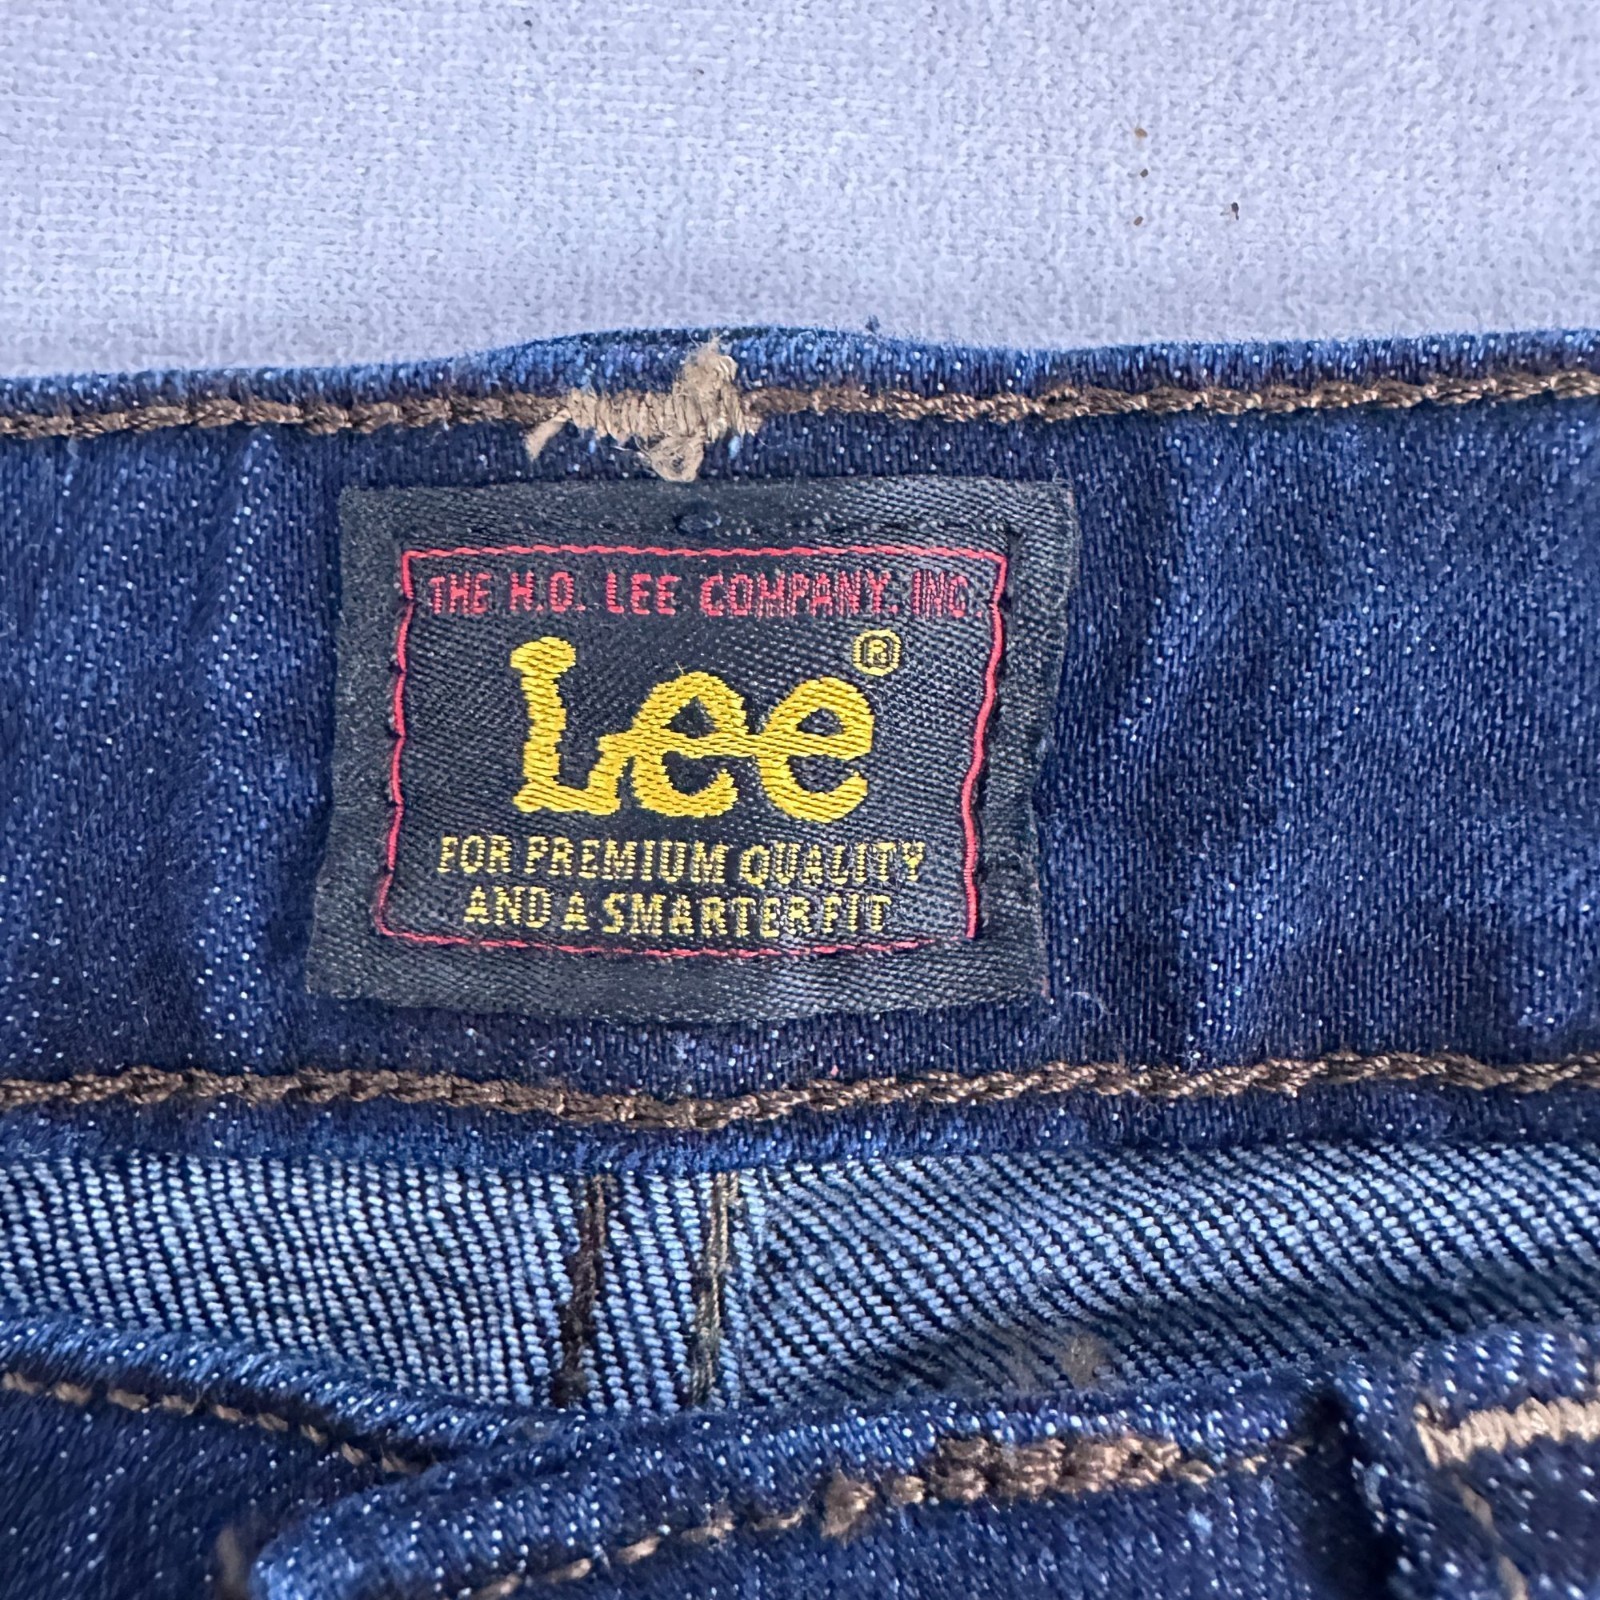 THE H.D. LEE COMPANY, INC.
Lee®
FOR PREMIUM QUALITY
AND A SMARTER FIT